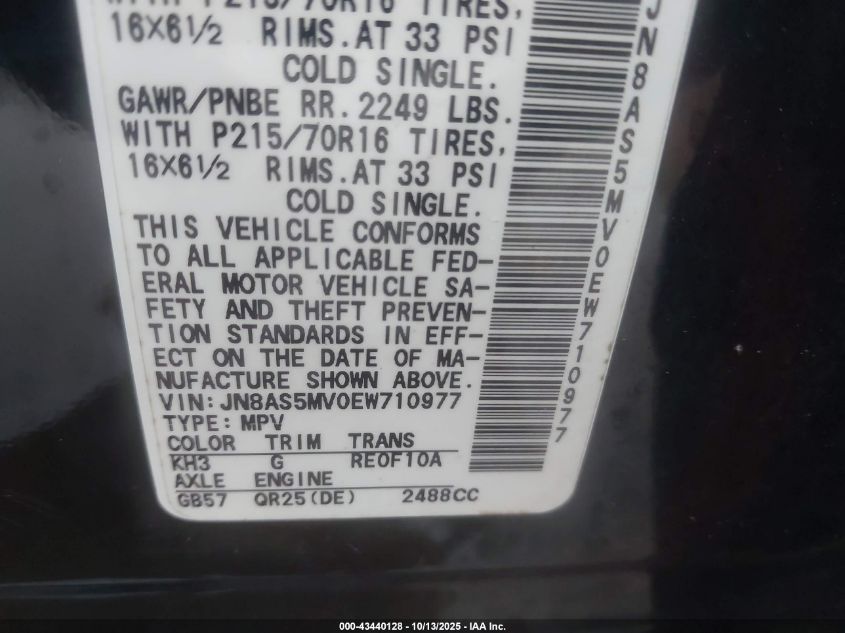 WITH P215/70R16 TIRES,
16X6½ RIMS.AT 33 PSI
COLD SINGLE.
GAWR/PNBE RR.2249 LBS.
WITH P215/70R16 TIRES,
16X6½ RIMS.AT 33 PSI
COLD SINGLE.
THIS VEHICLE CONFORMS
TO ALL APPLICABLE FED-
ERAL MOTOR VEHICLE SA-
FETY AND THEFT PREVEN-
TION STANDARDS IN EFF-
ECT ON THE DATE OF MA-
NUFACTURE SHOWN ABOVE.
VIN:JN8AS5MV0EW710977
TYPE:MPV
COLOR TRIM TRANS
KH3 G RE0F10A
AXLE ENGINE
GB57 QR25(DE) 2488CC
JN8AS5MV0EW710977
000-43440128 - 10/13/2025 - IAA Inc.